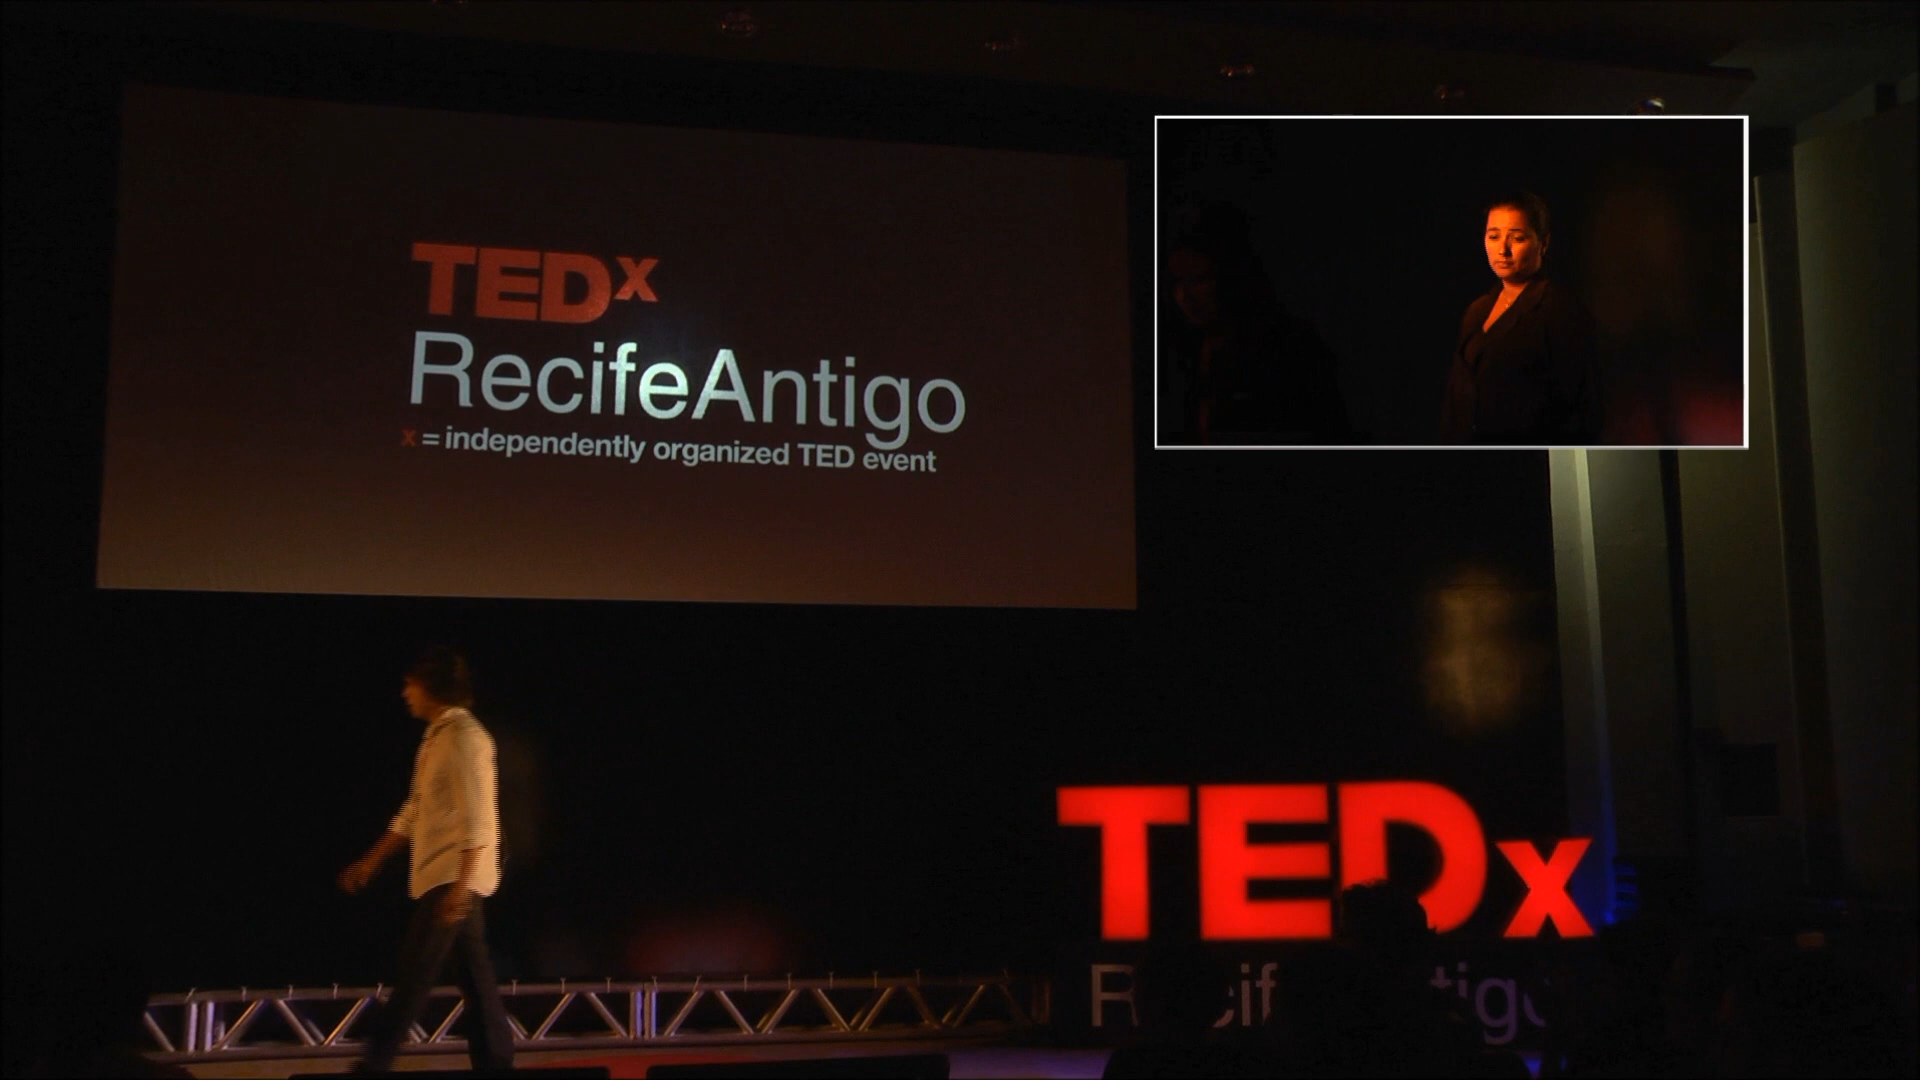 TEDx
RecifeAntigo
x = independently organized TED event
TEDx